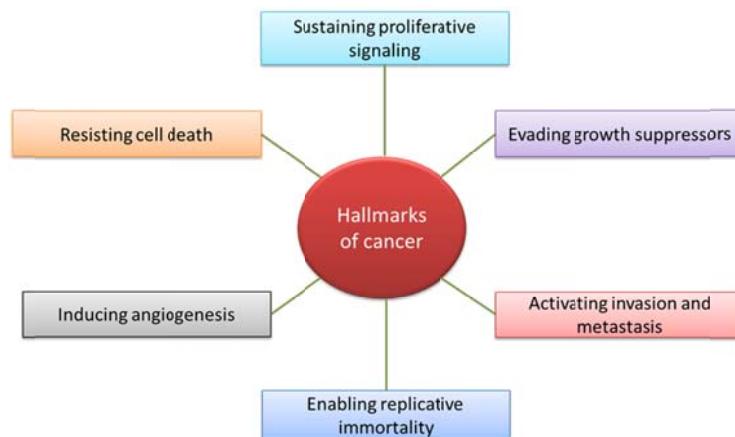 Sustaining proliferative
signaling
Resisting cell death
Evading growth suppressors
Hallmarks
of cancer
Inducing angiogenesis
Activating invasion and
metastasis
Enabling replicative
immortality